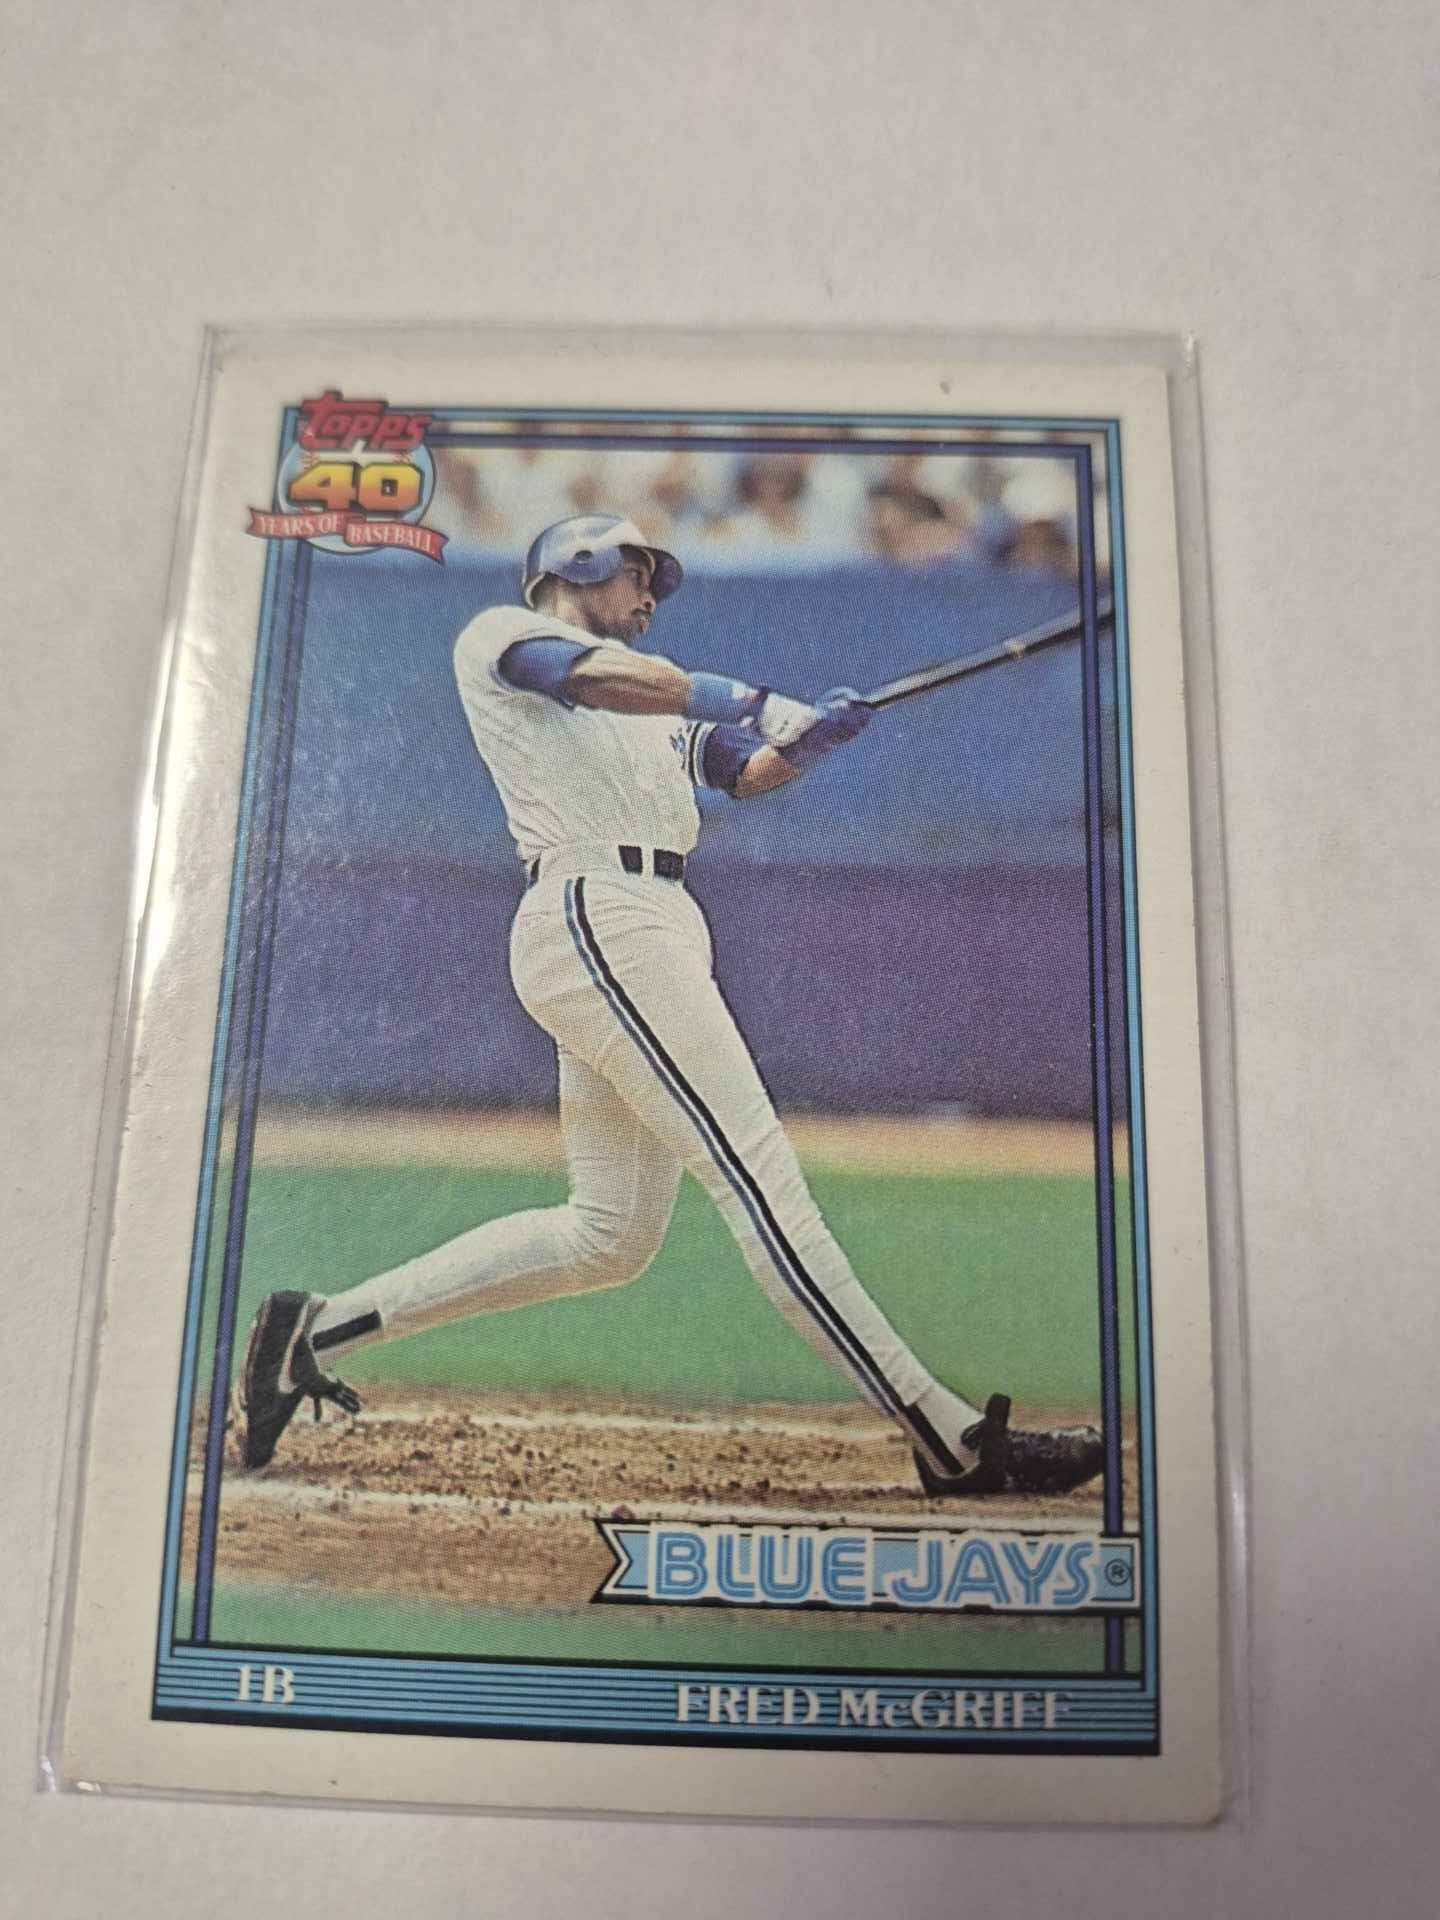 Topps
40
YEARS OF BASEBALL
BLUE JAYS®
1B FRED McGRIFF